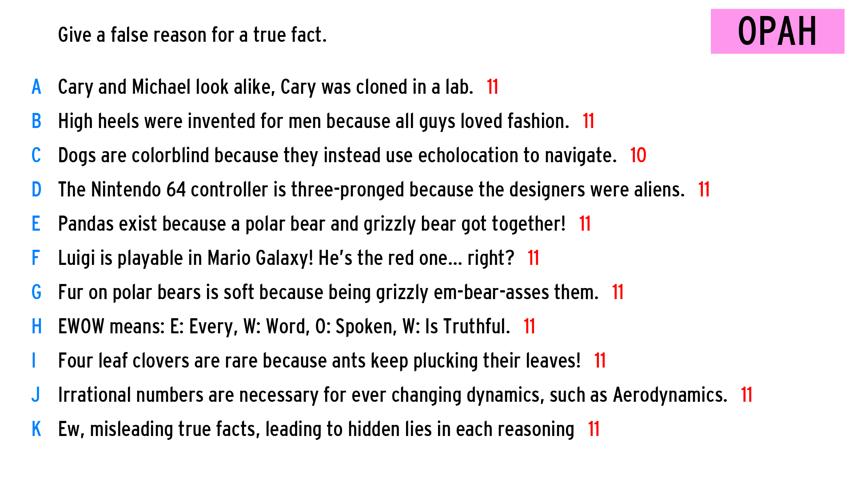 Give a false reason for a true fact.
OPAH
A Cary and Michael look alike, Cary was cloned in a lab. 11
B High heels were invented for men because all guys loved fashion. 11
C Dogs are colorblind because they instead use echolocation to navigate. 10
D The Nintendo 64 controller is three-pronged because the designers were aliens. 11
E Pandas exist because a polar bear and grizzly bear got together! 11
F Luigi is playable in Mario Galaxy! He's the red one... right? 11
G Fur on polar bears is soft because being grizzly em-bear-asses them. 11
H EWOW means: E: Every, W: Word, O: Spoken, W: Is Truthful. 11
I Four leaf clovers are rare because ants keep plucking their leaves! 11
J Irrational numbers are necessary for ever changing dynamics, such as Aerodynamics. 11
K Ew, misleading true facts, leading to hidden lies in each reasoning 11